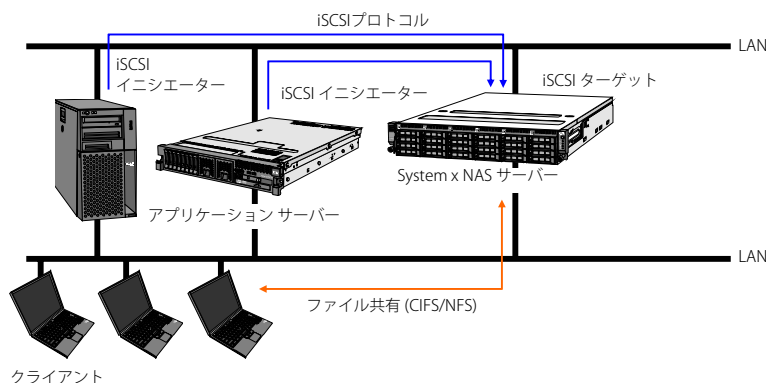 iSCSIプロトコル
LAN
iSCSI
イニシエーター
iSCSI イニシエーター
iSCSI ターゲット
System x NAS サーバー
アプリケーション サーバー
LAN
ファイル共有 (CIFS/NFS)
クライアント